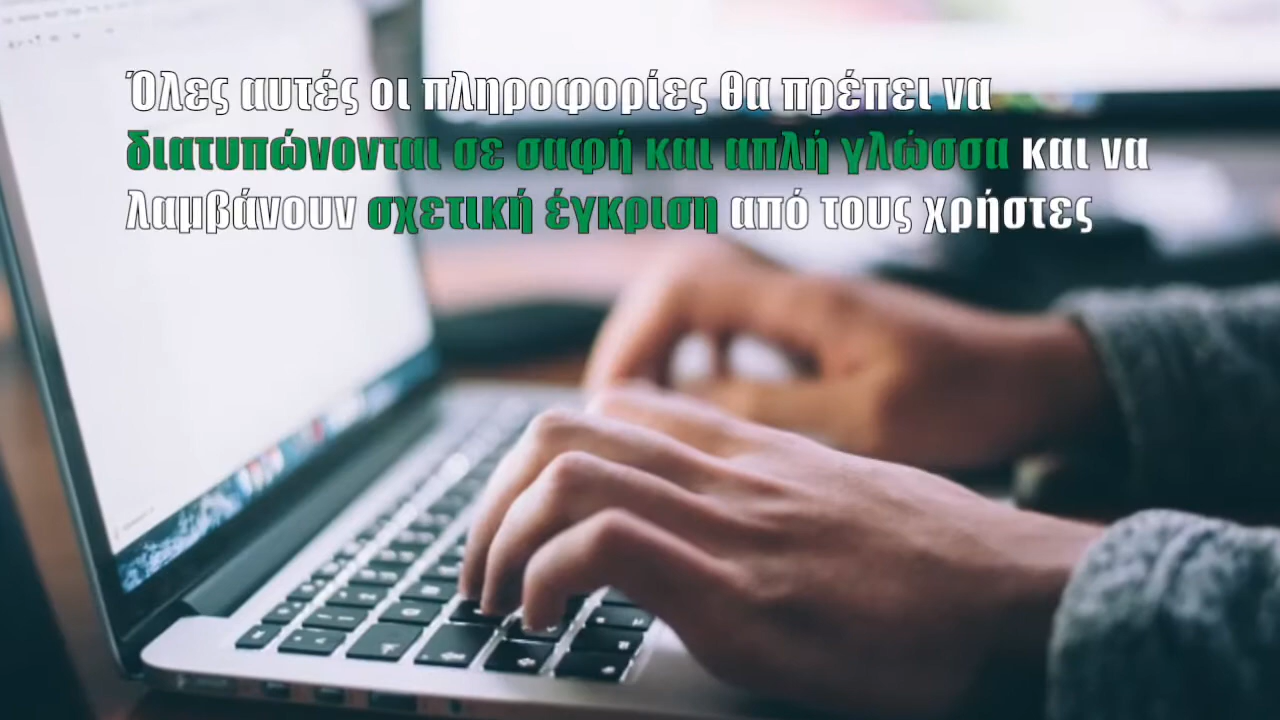 Όλες αυτές οι πληροφορίες θα πρέπει να
διατυπώνονται σε σαφή και απλή γλώσσα και να
λαμβάνουν σχετική έγκριση από τους χρήστες